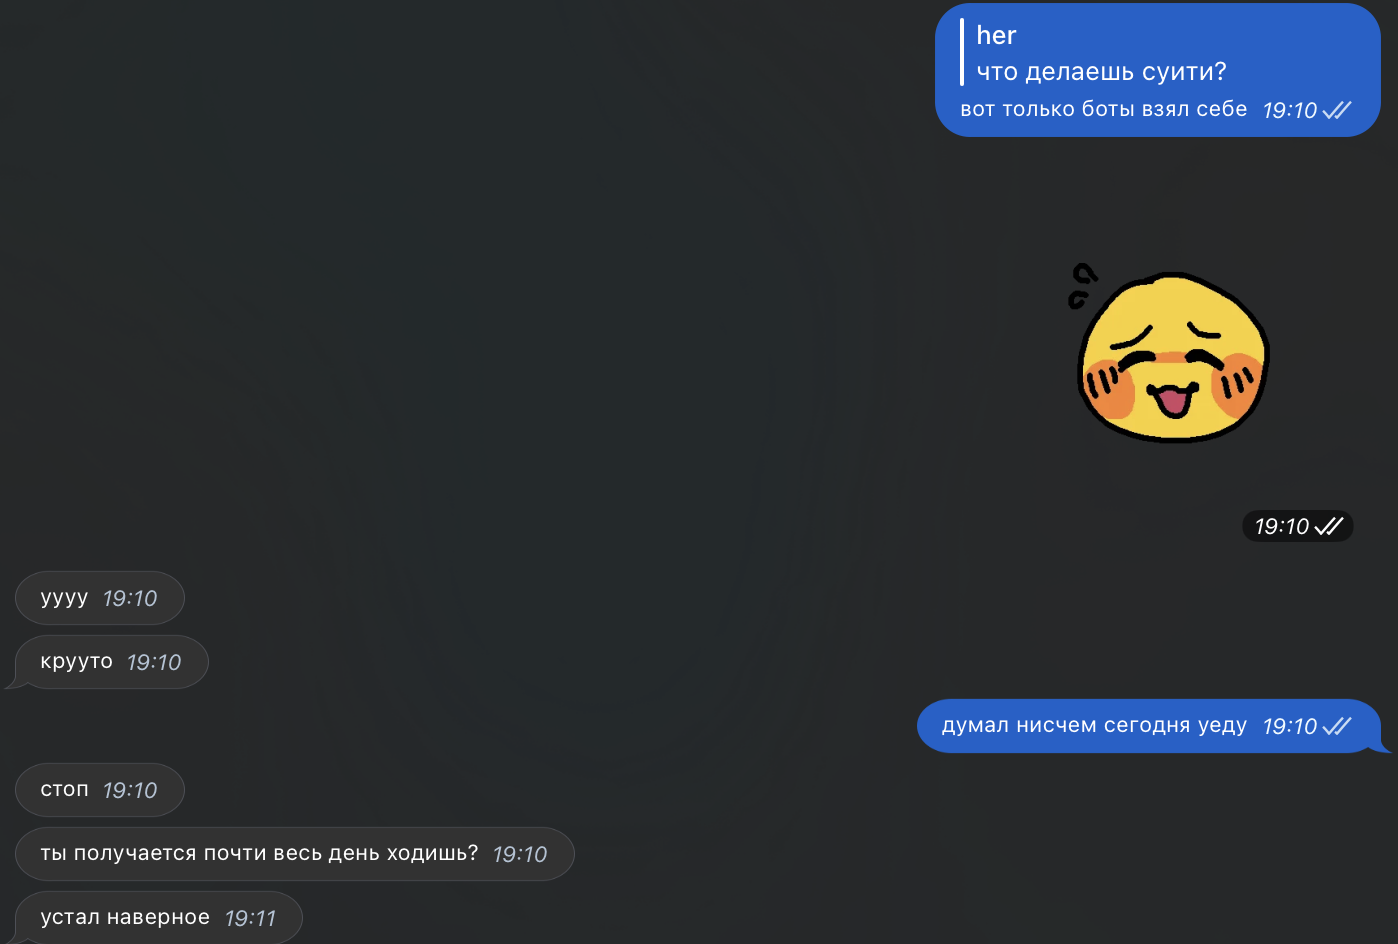 her
что делаешь суити?
вот только боты взял себе 19:10
19:10
уууу 19:10
крууто 19:10
думал нисчем сегодня уеду 19:10
стоп 19:10
ты получается почти весь день ходишь? 19:10
устал наверное 19:11